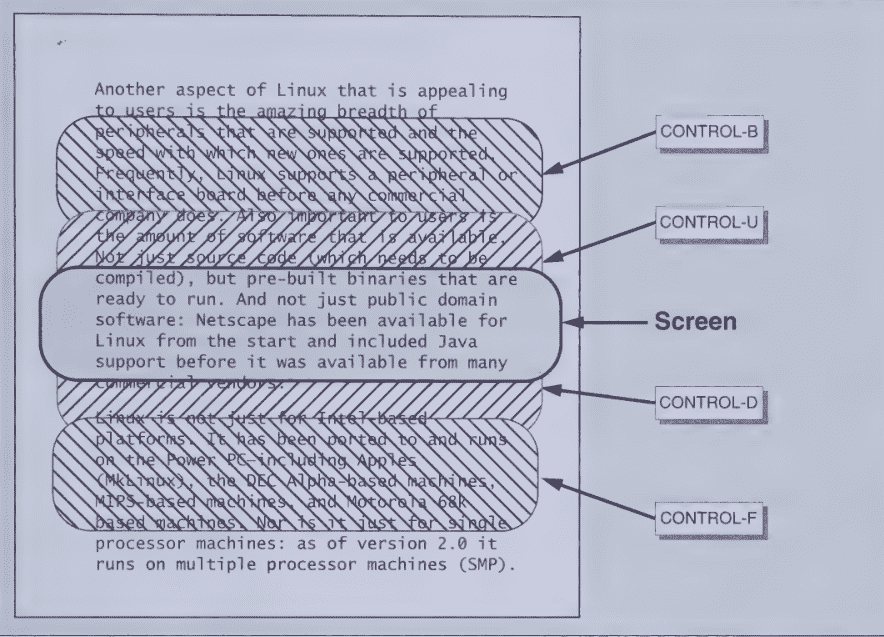 Another aspect of Linux that is appealing
to users is the amazing breadth of
peripherals that are supported and the
speed with which new ones are supported.
Frequently, Linux supports a peripheral or
interface board before any commercial
company does. Also important to users is
the amount of software that is available.
Not just source code (which needs to be
compiled), but pre-built binaries that are
ready to run. And not just public domain
software: Netscape has been available for
Linux from the start and included Java
support before it was available from many
commercial vendors.
Linux is not just for Intel-based
platforms. It has been ported to and runs
on the Power PC—including Apples
(MkLinux), the DEC Alpha-based machines,
MIPS-based machines, and Motorola 68k
based machines. Nor is it just for single
processor machines: as of version 2.0 it
runs on multiple processor machines (SMP).
CONTROL-B
CONTROL-U
Screen
CONTROL-D
CONTROL-F